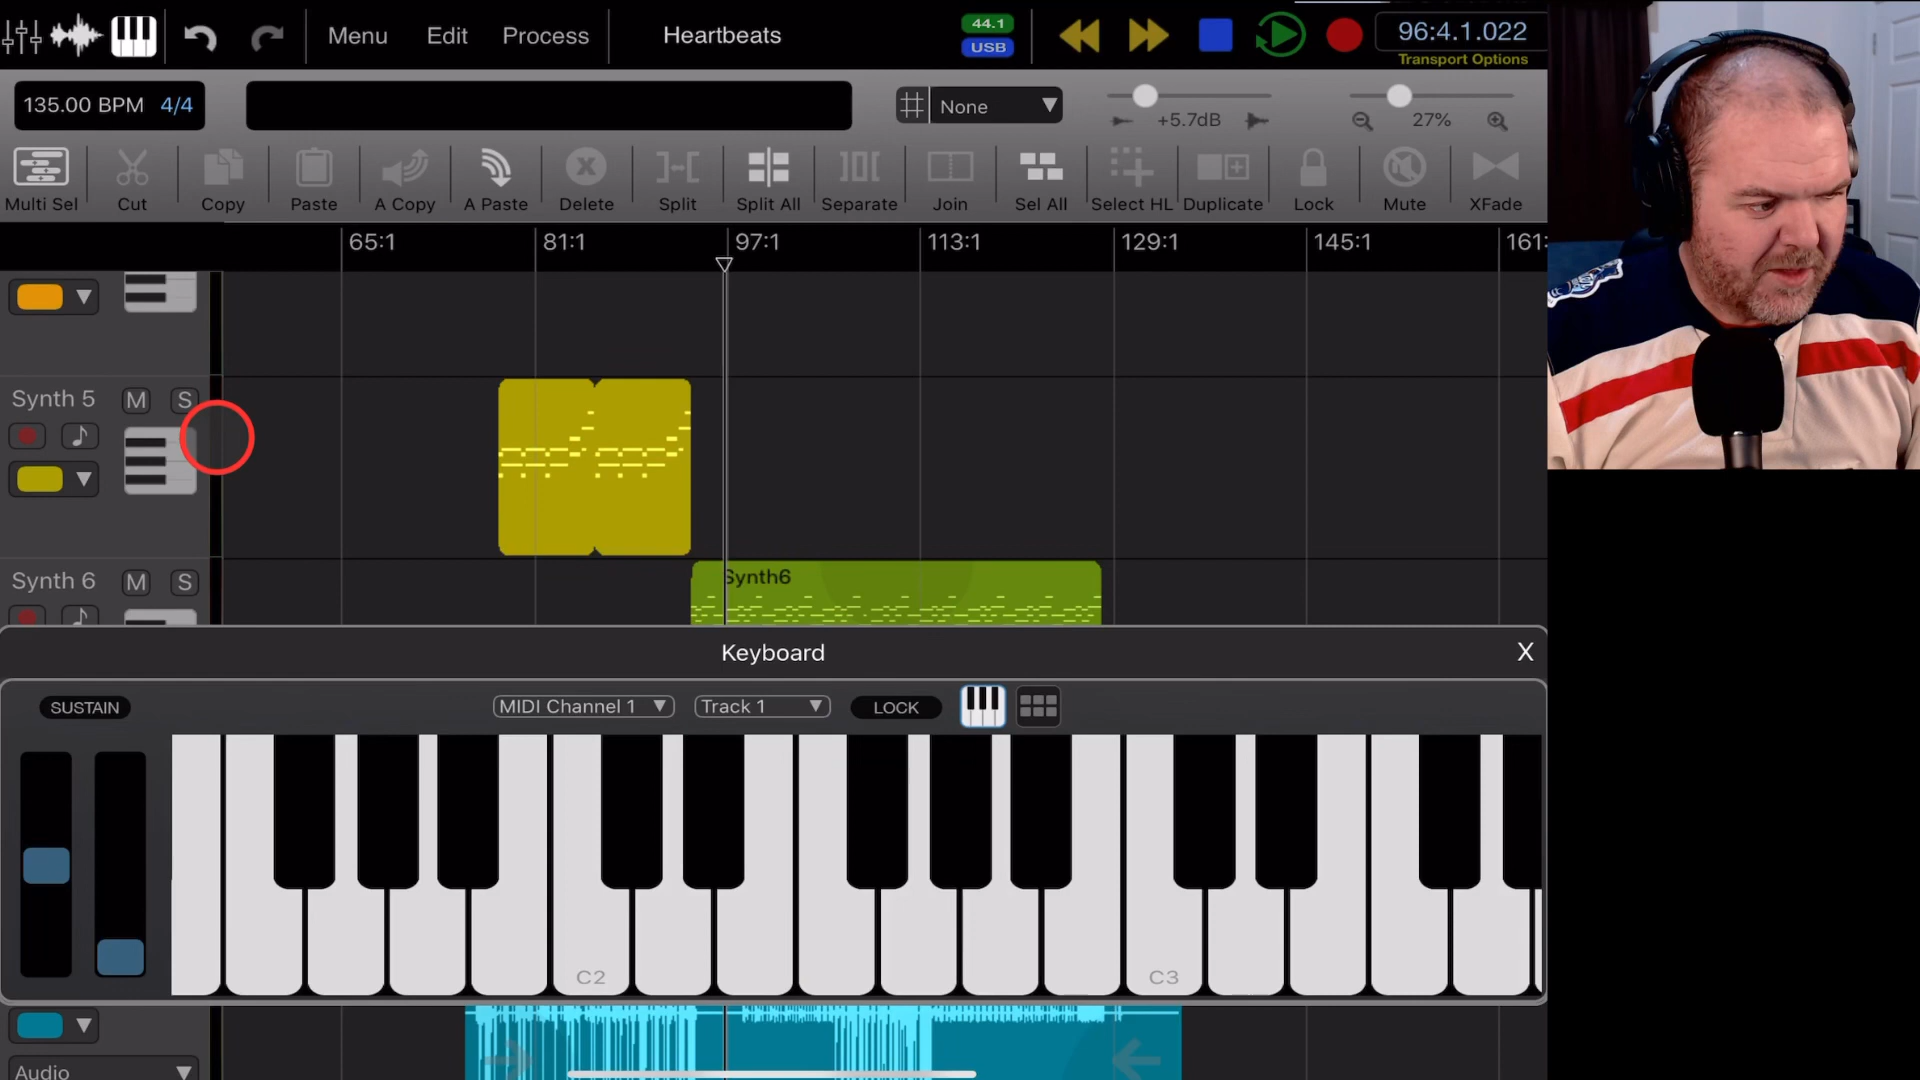 Menu
Edit
Process
Heartbeats
44.1
USB
96:4.1.022
Transport Options
135.00 BPM 4/4
None
+5.7dB
27%
Multi Sel
Cut
Copy
Paste
A Copy
A Paste
Delete
Split
Split All
Separate
Join
Sel All
Select HL
Duplicate
Lock
Mute
XFade
65:1
81:1
97:1
113:1
129:1
145:1
161:
Synth 5 M S
Synth 6 M S
Synth6
Keyboard
X
SUSTAIN
MIDI Channel 1
Track 1
LOCK
C2
C3
Audio